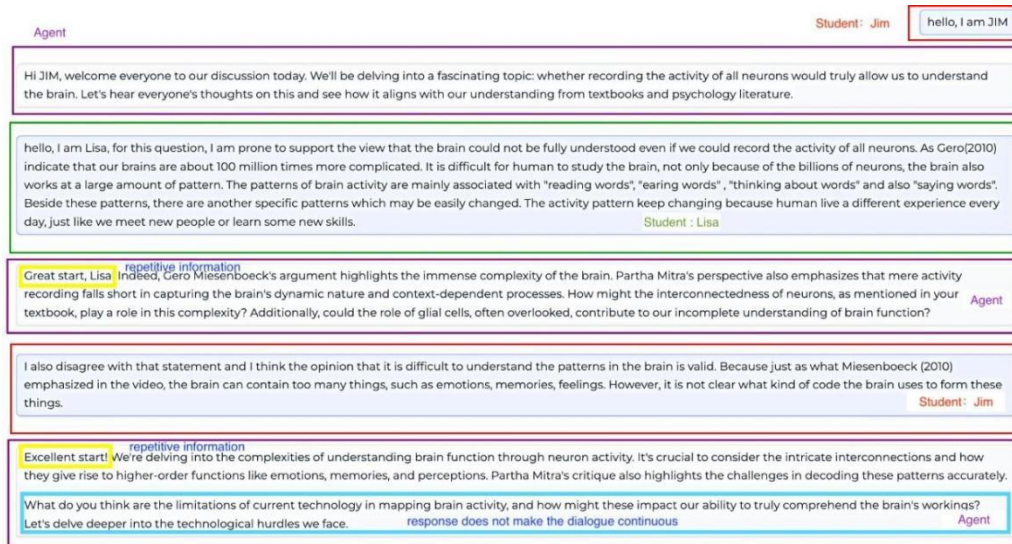 Student: Jim
hello, I am JIM
Agent
Hi JIM, welcome everyone to our discussion today. We'll be delving into a fascinating topic: whether recording the activity of all neurons would truly allow us to understand
the brain. Let's hear everyone's thoughts on this and see how it aligns with our understanding from textbooks and psychology literature.
hello, I am Lisa, for this question, I am prone to support the view that the brain could not be fully understood even if we could record the activity of all neurons. As Gero(2010)
indicate that our brains are about 100 million times more complicated. It is difficult for human to study the brain, not only because of the billions of neurons, the brain also
works at a large amount of pattern. The patterns of brain activity are mainly associated with "reading words", "earing words" , "thinking about words" and also "saying words".
Beside these patterns, there are another specific patterns which may be easily changed. The activity pattern keep changing because human live a different experience every
day, just like we meet new people or learn some new skills.
Student : Lisa
repetitive information
Great start, Lisa! Indeed, Gero Miesenboeck's argument highlights the immense complexity of the brain. Partha Mitra's perspective also emphasizes that mere activity
recording falls short in capturing the brain's dynamic nature and context-dependent processes. How might the interconnectedness of neurons, as mentioned in your
textbook, play a role in this complexity? Additionally, could the role of glial cells, often overlooked, contribute to our incomplete understanding of brain function?
Agent
I also disagree with that statement and I think the opinion that it is difficult to understand the patterns in the brain is valid. Because just as what Miesenboeck (2010)
emphasized in the video, the brain can contain too many things, such as emotions, memories, feelings. However, it is not clear what kind of code the brain uses to form these
things.
Student: Jim
repetitive information
Excellent start! We're delving into the complexities of understanding brain function through neuron activity. It's crucial to consider the intricate interconnections and how
they give rise to higher-order functions like emotions, memories, and perceptions. Partha Mitra's critique also highlights the challenges in decoding these patterns accurately.
What do you think are the limitations of current technology in mapping brain activity, and how might these impact our ability to truly comprehend the brain's workings?
Let's delve deeper into the technological hurdles we face.
response does not make the dialogue continuous
Agent